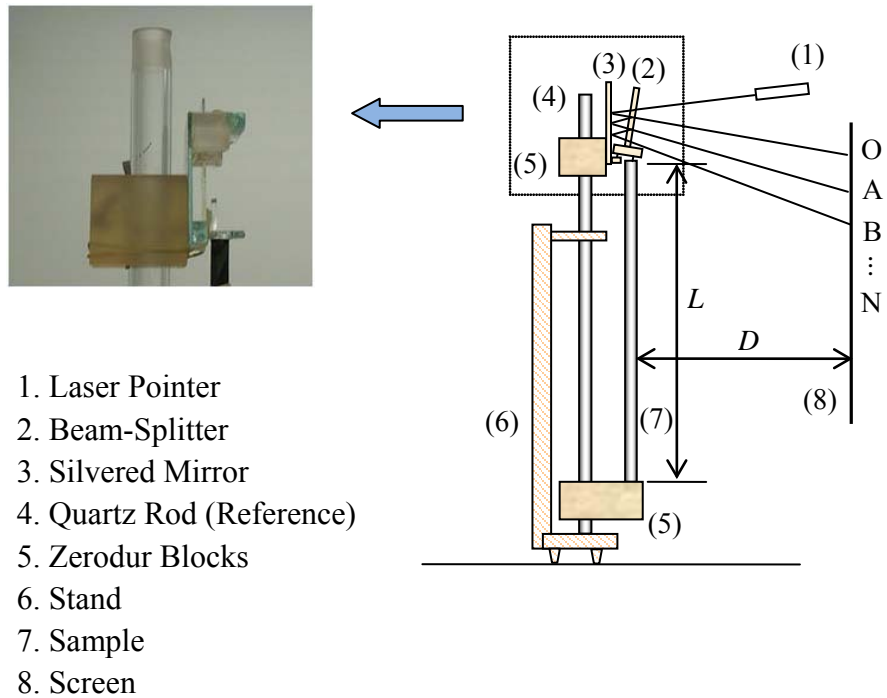 (1)
(3) (2)
(4)
(5)
O
A
B
⋮
N
L
D
(6)
(7)
(8)
(5)
1. Laser Pointer
2. Beam-Splitter
3. Silvered Mirror
4. Quartz Rod (Reference)
5. Zerodur Blocks
6. Stand
7. Sample
8. Screen